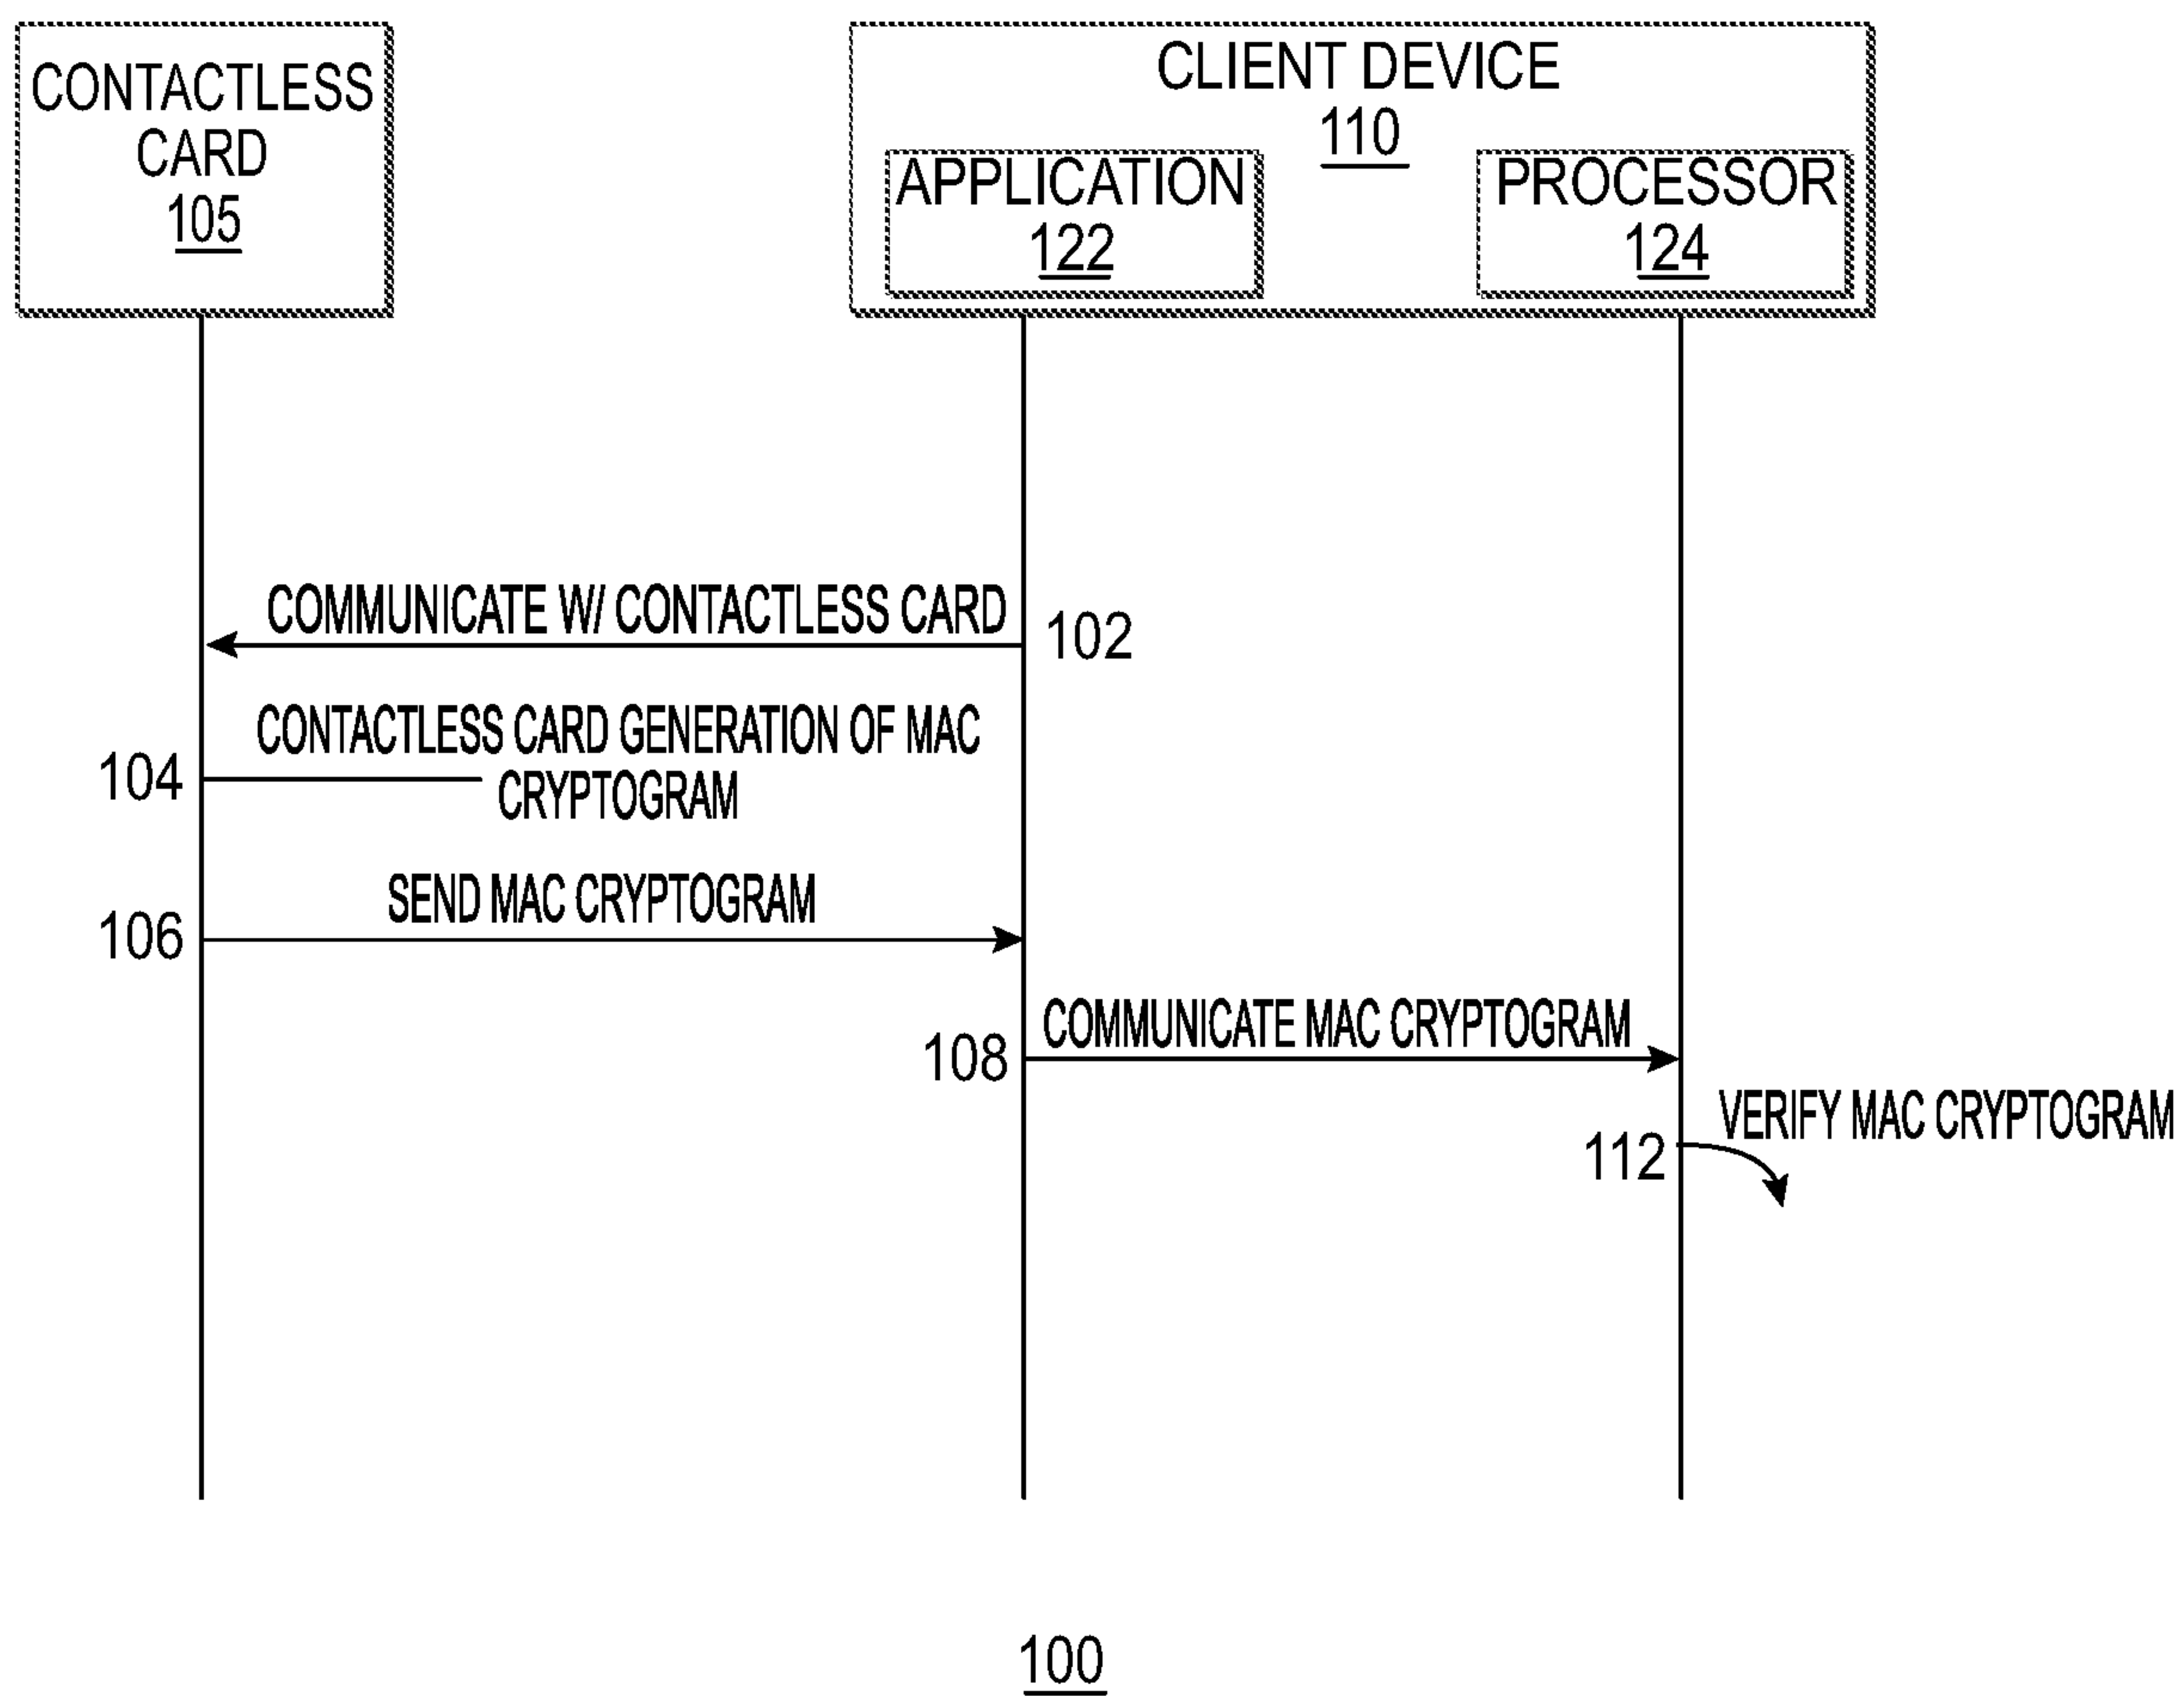 CONTACTLESS
CARD
105
CLIENT DEVICE
110
APPLICATION
122
PROCESSOR
124
COMMUNICATE W/ CONTACTLESS CARD
102
CONTACTLESS CARD GENERATION OF MAC
104
CRYPTOGRAM
SEND MAC CRYPTOGRAM
106
COMMUNICATE MAC CRYPTOGRAM
108
VERIFY MAC CRYPTOGRAM
112
100